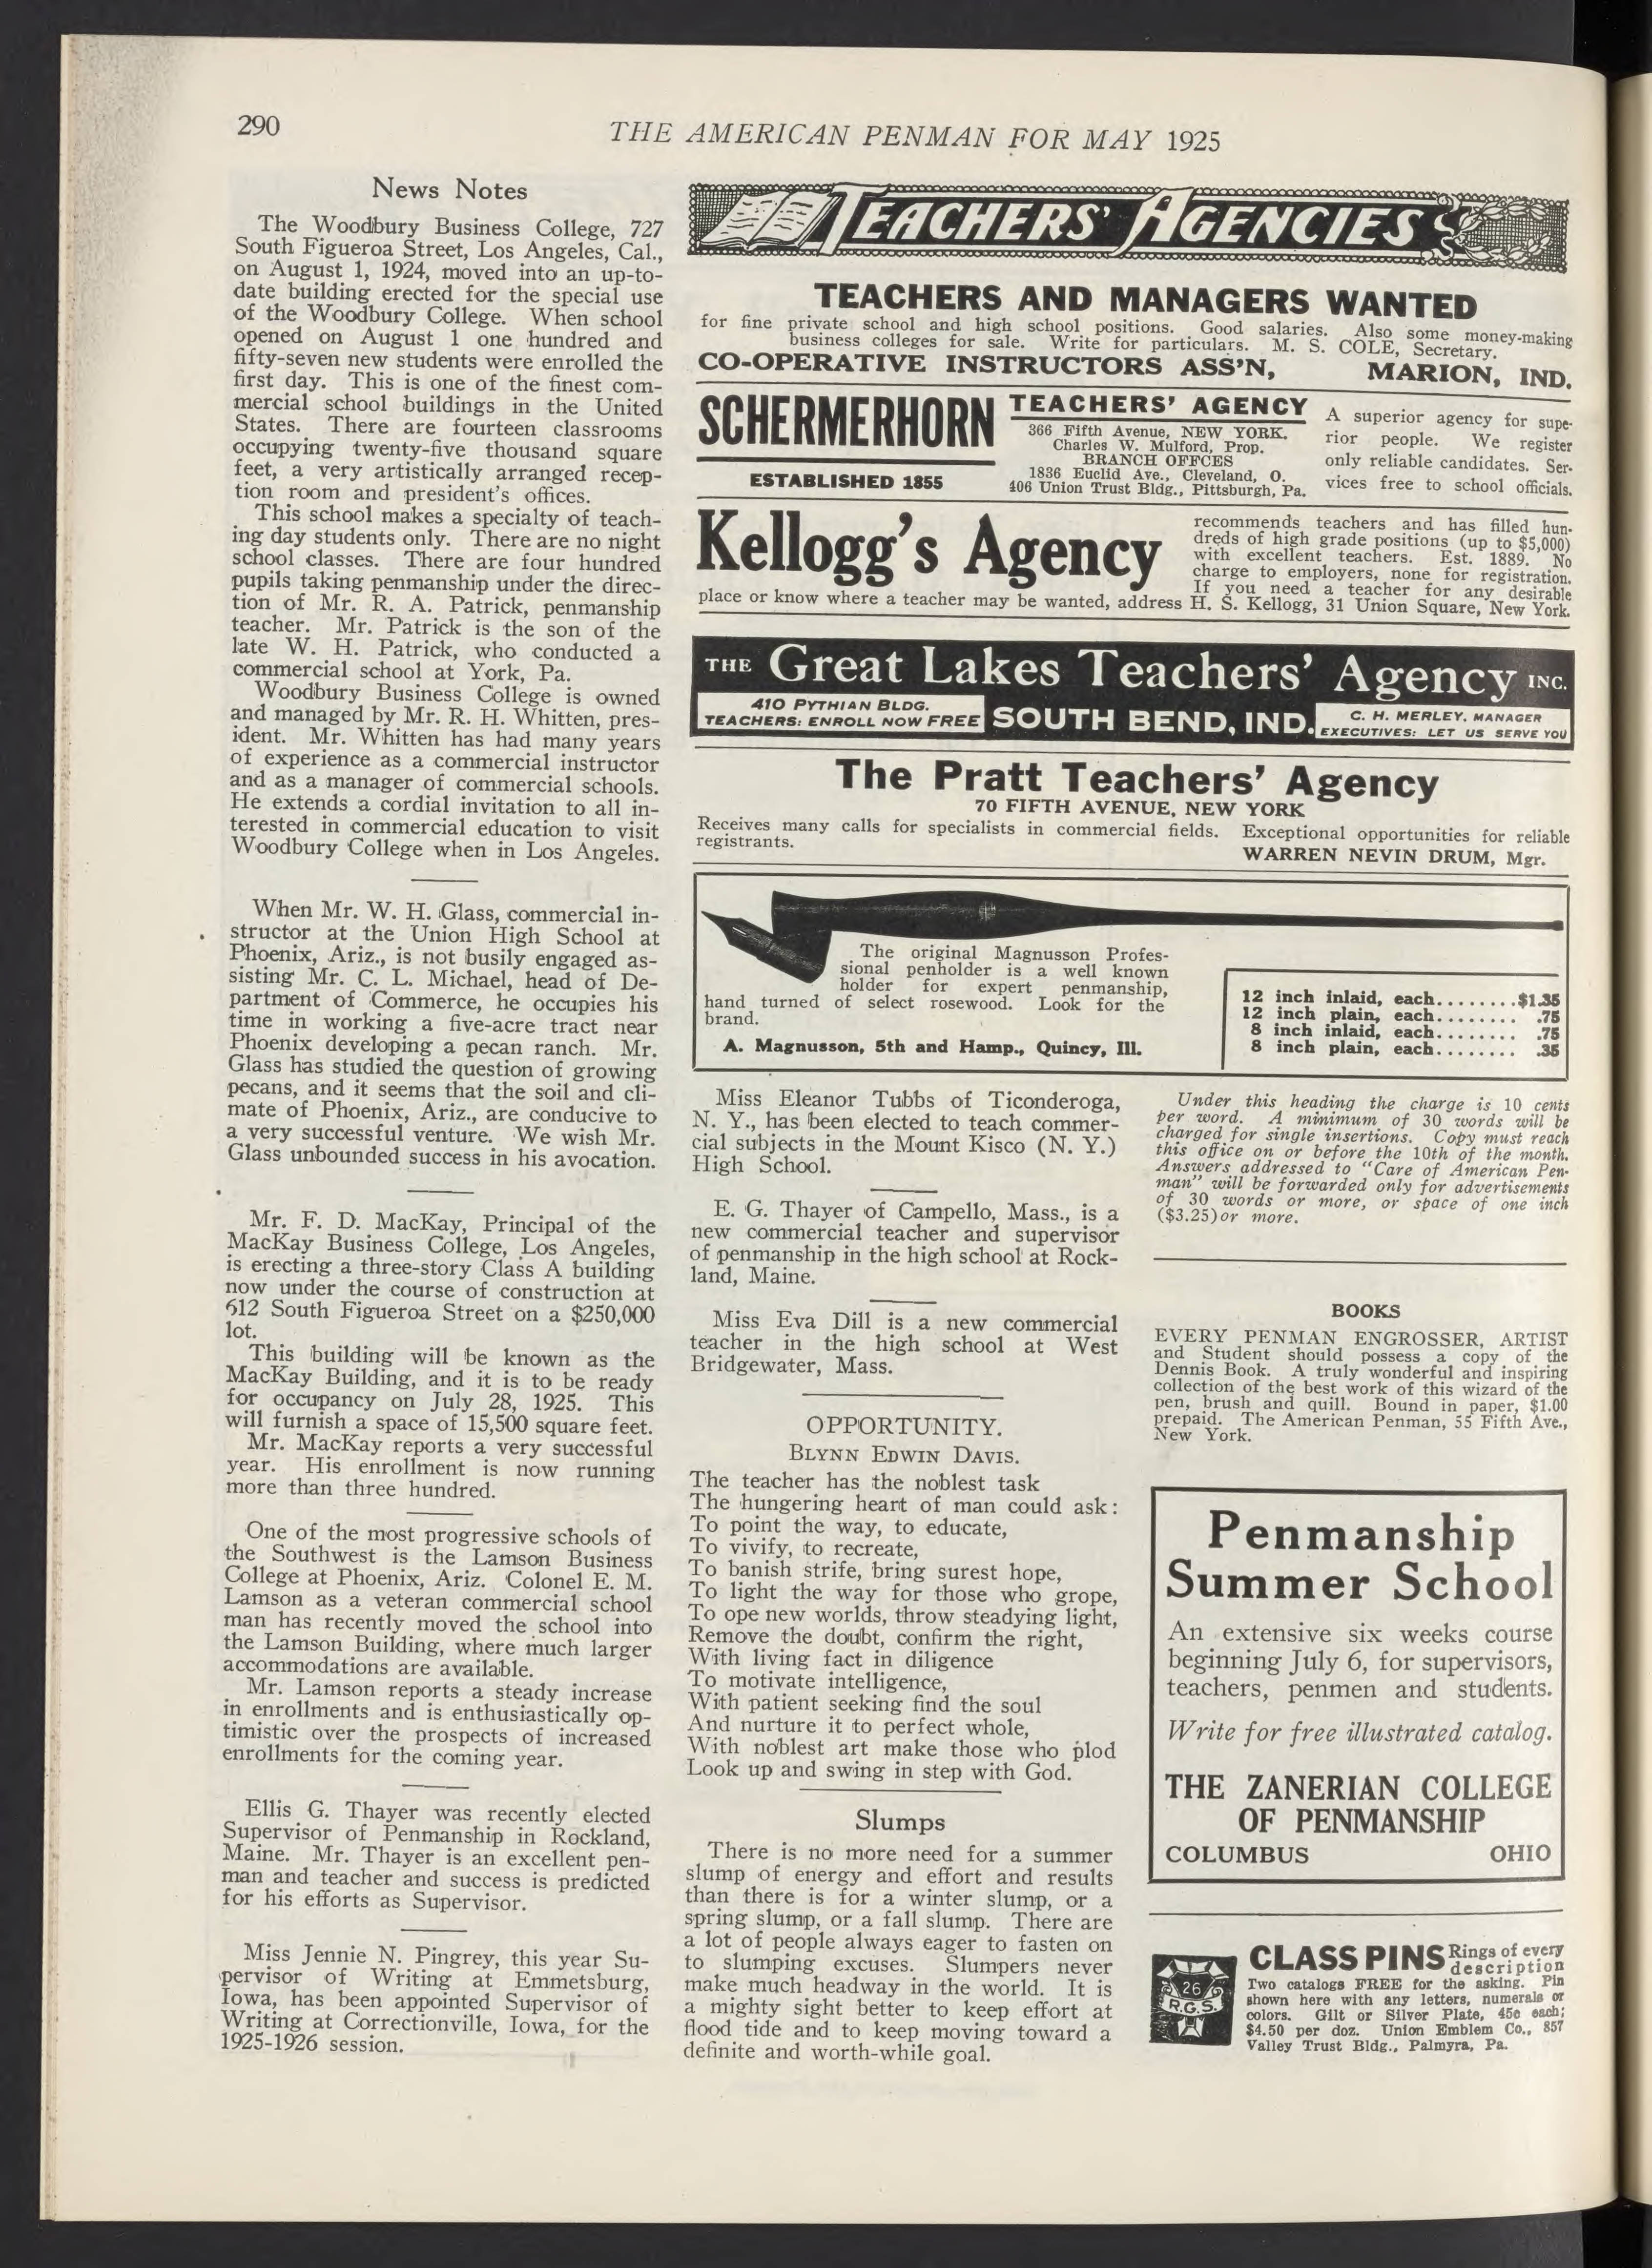 290
THE AMERICAN PENMAN FOR MAY 1925
News Notes
The Woodbury Business College, 727
South Figueroa Street, Los Angeles, Cal.,
on August 1, 1924, moved into an up-to-
date building erected for the special use
of the Woodbury College. When school
opened on August 1 one hundred and
fifty-seven new students were enrolled the
first day. This is one of the finest com-
mercial school buildings in the United
States. There are fourteen classrooms
occupying twenty-five thousand square
feet, a very artistically arranged recep-
tion room and president's offices.
This school makes a specialty of teach-
ing day students only. There are no night
school classes. There are four hundred
pupils taking penmanship under the direc-
tion of Mr. R. A. Patrick, penmanship
teacher. Mr. Patrick is the son of the
late W. H. Patrick, who conducted a
commercial school at York, Pa.
Woodbury Business College is owned
and managed by Mr. R. H. Whitten, pres-
ident. Mr. Whitten has had many years
of experience as a commercial instructor
and as a manager of commercial schools.
He extends a cordial invitation to all in-
terested in commercial education to visit
Woodbury College when in Los Angeles.
When Mr. W. H. Glass, commercial in-
structor at the Union High School at
Phoenix, Ariz., is not busily engaged as-
sisting Mr. C. L. Michael, head of De-
partment of Commerce, he occupies his
time in working a five-acre tract near
Phoenix developing a pecan ranch. Mr.
Glass has studied the question of growing
pecans, and it seems that the soil and cli-
mate of Phoenix, Ariz., are conducive to
a very successful venture. We wish Mr.
Glass unbounded success in his avocation.
Mr. F. D. MacKay, Principal of the
MacKay Business College, Los Angeles,
is erecting a three-story Class A building
now under the course of construction at
612 South Figueroa Street on a $250,000
lot.
This building will be known as the
MacKay Building, and it is to be ready
for occupancy on July 28, 1925. This
will furnish a space of 15,500 square feet.
Mr. MacKay reports a very successful
year. His enrollment is now running
more than three hundred.
One of the most progressive schools of
the Southwest is the Lamson Business
College at Phoenix, Ariz. Colonel E. M.
Lamson as a veteran commercial school
man has recently moved the school into
the Lamson Building, where much larger
accommodations are available.
Mr. Lamson reports a steady increase
in enrollments and is enthusiastically op-
timistic over the prospects of increased
enrollments for the coming year.
Ellis G. Thayer was recently elected
Supervisor of Penmanship in Rockland,
Maine. Mr. Thayer is an excellent pen-
man and teacher and success is predicted
for his efforts as Supervisor.
Miss Jennie N. Pingrey, this year Su-
pervisor of Writing at Emmetsburg,
Iowa, has been appointed Supervisor of
Writing at Correctionville, Iowa, for the
1925-1926 session.
TEACHERS' AGENCIES
TEACHERS AND MANAGERS WANTED
for fine private school and high school positions. Good salaries. Also some money-making
business colleges for sale. Write for particulars. M. S. COLE, Secretary.
CO-OPERATIVE INSTRUCTORS ASS'N, MARION, IND.
SCHERMERHORN
ESTABLISHED 1855
TEACHERS' AGENCY
366 Fifth Avenue, NEW YORK.
Charles W. Mulford, Prop.
BRANCH OFFCES
1836 Euclid Ave., Cleveland, O.
406 Union Trust Bldg., Pittsburgh, Pa.
A superior agency for supe-
rior people. We register
only reliable candidates. Ser-
vices free to school officials.
Kellogg's Agency
recommends teachers and has filled hun-
dreds of high grade positions (up to $5,000)
with excellent teachers. Est. 1889. No
charge to employers, none for registration.
If you need a teacher for any desirable
place or know where a teacher may be wanted, address H. S. Kellogg, 31 Union Square, New York.
THE Great Lakes Teachers' Agency INC.
410 PYTHIAN BLDG.
TEACHERS: ENROLL NOW FREE
SOUTH BEND, IND.
C. H. MERLEY. MANAGER
EXECUTIVES: LET US SERVE YOU
The Pratt Teachers' Agency
70 FIFTH AVENUE, NEW YORK
Receives many calls for specialists in commercial fields. Exceptional opportunities for reliable
registrants.
WARREN NEVIN DRUM, Mgr.
The original Magnusson Profes-
sional penholder is a well known
holder for expert penmanship,
hand turned of select rosewood. Look for the
brand.
A. Magnusson, 5th and Hamp., Quincy, Ill.
12 inch inlaid, each........$1.35
12 inch plain, each........ .75
8 inch inlaid, each........ .75
8 inch plain, each........ .35
Miss Eleanor Tubbs of Ticonderoga,
N. Y., has been elected to teach commer-
cial subjects in the Mount Kisco (N. Y.)
High School.
E. G. Thayer of Campello, Mass., is a
new commercial teacher and supervisor
of penmanship in the high school at Rock-
land, Maine.
Miss Eva Dill is a new commercial
teacher in the high school at West
Bridgewater, Mass.
OPPORTUNITY.
BLYNN EDWIN DAVIS.
The teacher has the noblest task
The hungering heart of man could ask:
To point the way, to educate,
To vivify, to recreate,
To banish strife, bring surest hope,
To light the way for those who grope,
To ope new worlds, throw steadying light,
Remove the doubt, confirm the right,
With living fact in diligence
To motivate intelligence,
With patient seeking find the soul
And nurture it to perfect whole,
With noblest art make those who plod
Look up and swing in step with God.
Slumps
There is no more need for a summer
slump of energy and effort and results
than there is for a winter slump, or a
spring slump, or a fall slump. There are
a lot of people always eager to fasten on
to slumping excuses. Slumpers never
make much headway in the world. It is
a mighty sight better to keep effort at
flood tide and to keep moving toward a
definite and worth-while goal.
Under this heading the charge is 10 cents
per word. A minimum of 30 words will be
charged for single insertions. Copy must reach
this office on or before the 10th of the month.
Answers addressed to "Care of American Pen-
man" will be forwarded only for advertisements
of 30 words or more, or space of one inch
($3.25) or more.
BOOKS
EVERY PENMAN ENGROSSER, ARTIST
and Student should possess a copy of the
Dennis Book. A truly wonderful and inspiring
collection of the best work of this wizard of the
pen, brush and quill. Bound in paper, $1.00
prepaid. The American Penman, 55 Fifth Ave.,
New York.
Penmanship
Summer School
An extensive six weeks course
beginning July 6, for supervisors,
teachers, penmen and students.
Write for free illustrated catalog.
THE ZANERIAN COLLEGE
OF PENMANSHIP
COLUMBUS OHIO
26
R.G.S.
CLASS PINS Rings of every
description
Two catalogs FREE for the asking. Pin
shown here with any letters, numerals or
colors. Gilt or Silver Plate, 45c each;
$4.50 per doz. Union Emblem Co., 857
Valley Trust Bldg., Palmyra, Pa.